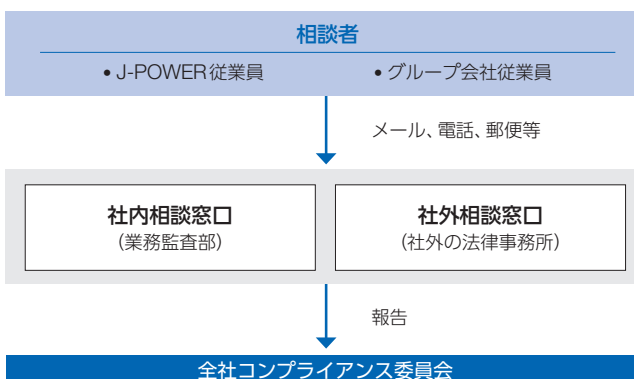 相談者
• J-POWER従業員 • グループ会社従業員
メール、電話、郵便等
社内相談窓口 社外相談窓口
(業務監査部) (社外の法律事務所)
報告
全社コンプライアンス委員会